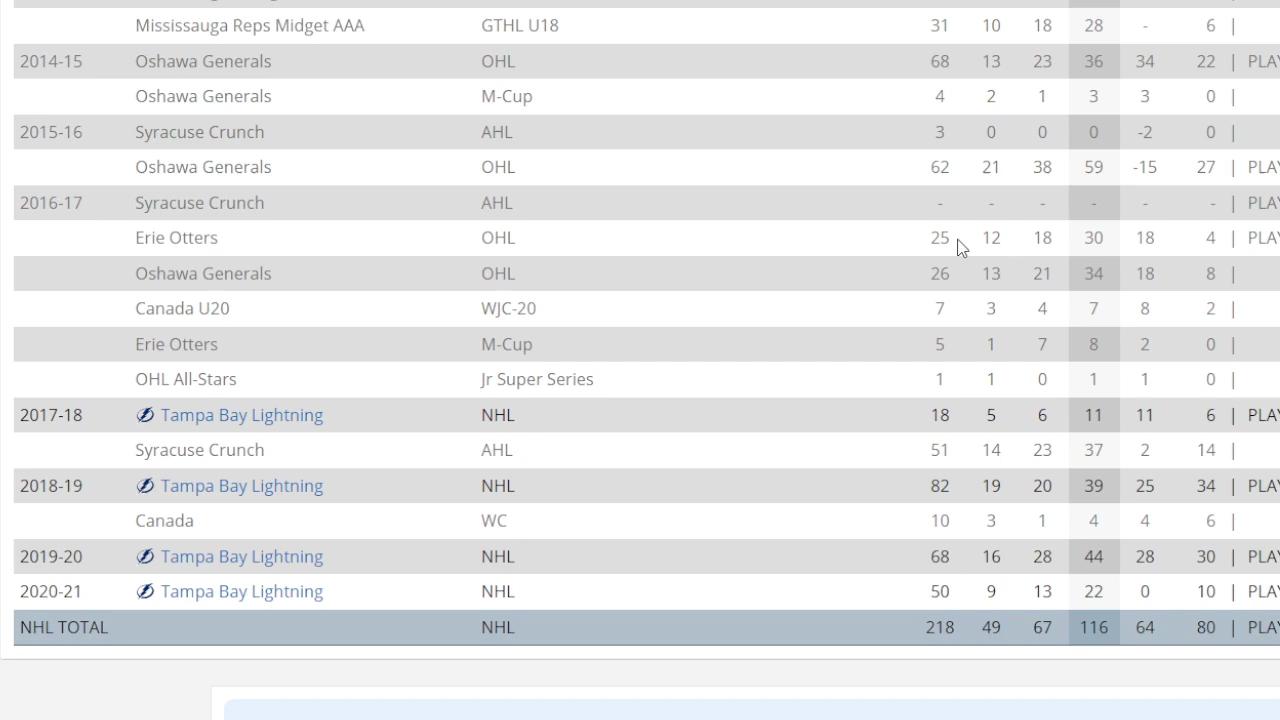 Mississauga Reps Midget AAA GTHL U18 31 10 18 28 - 6 |
2014-15 Oshawa Generals OHL 68 13 23 36 34 22 | PLAY
Oshawa Generals M-Cup 4 2 1 3 3 0 |
2015-16 Syracuse Crunch AHL 3 0 0 0 -2 0 |
Oshawa Generals OHL 62 21 38 59 -15 27 | PLAY
2016-17 Syracuse Crunch AHL - - - - - - | PLAY
Erie Otters OHL 25 12 18 30 18 4 | PLAY
Oshawa Generals OHL 26 13 21 34 18 8 |
Canada U20 WJC-20 7 3 4 7 8 2 |
Erie Otters M-Cup 5 1 7 8 2 0 |
OHL All-Stars Jr Super Series 1 1 0 1 1 0 |
2017-18 Tampa Bay Lightning NHL 18 5 6 11 11 6 | PLAY
Syracuse Crunch AHL 51 14 23 37 2 14 |
2018-19 Tampa Bay Lightning NHL 82 19 20 39 25 34 | PLAY
Canada WC 10 3 1 4 4 6 |
2019-20 Tampa Bay Lightning NHL 68 16 28 44 28 30 | PLAY
2020-21 Tampa Bay Lightning NHL 50 9 13 22 0 10 | PLAY
NHL TOTAL NHL 218 49 67 116 64 80 | PLAY